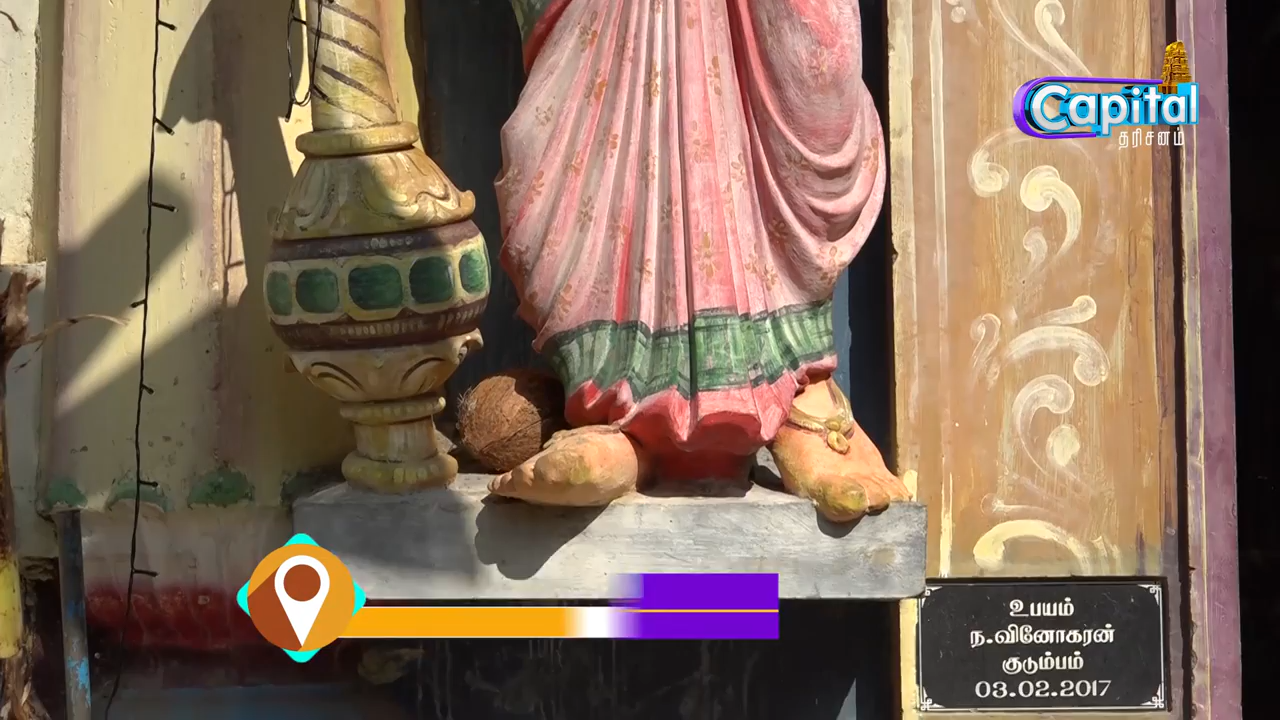 Capital
தரிசனம்
உபயம்
ந.வினோகரன்
குடும்பம்
03.02.2017